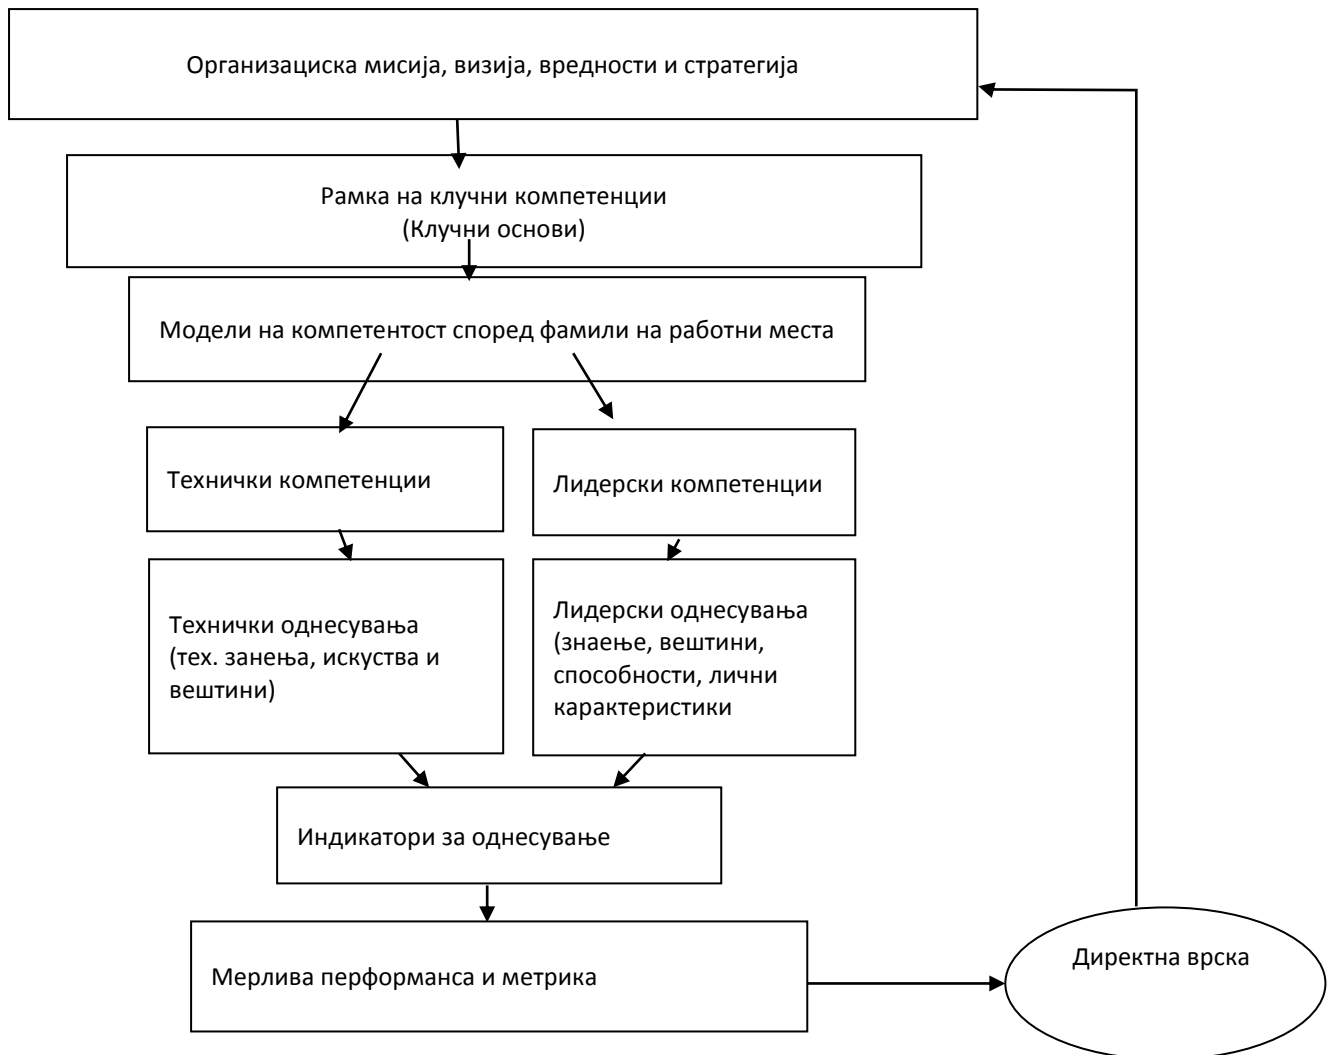 Организациска мисија, визија, вредности и стратегија
Рамка на клучни компетенции
(Клучни основи)
Модели на компетентост според фамили на работни места
Технички компетенции
Лидерски компетенции
Технички однесувања
(тех. занења, искуства и
вештини)
Лидерски однесувања
(знаење, вештини,
способности, лични
карактеристики
Индикатори за однесување
Мерлива перформанса и метрика
Директна врска